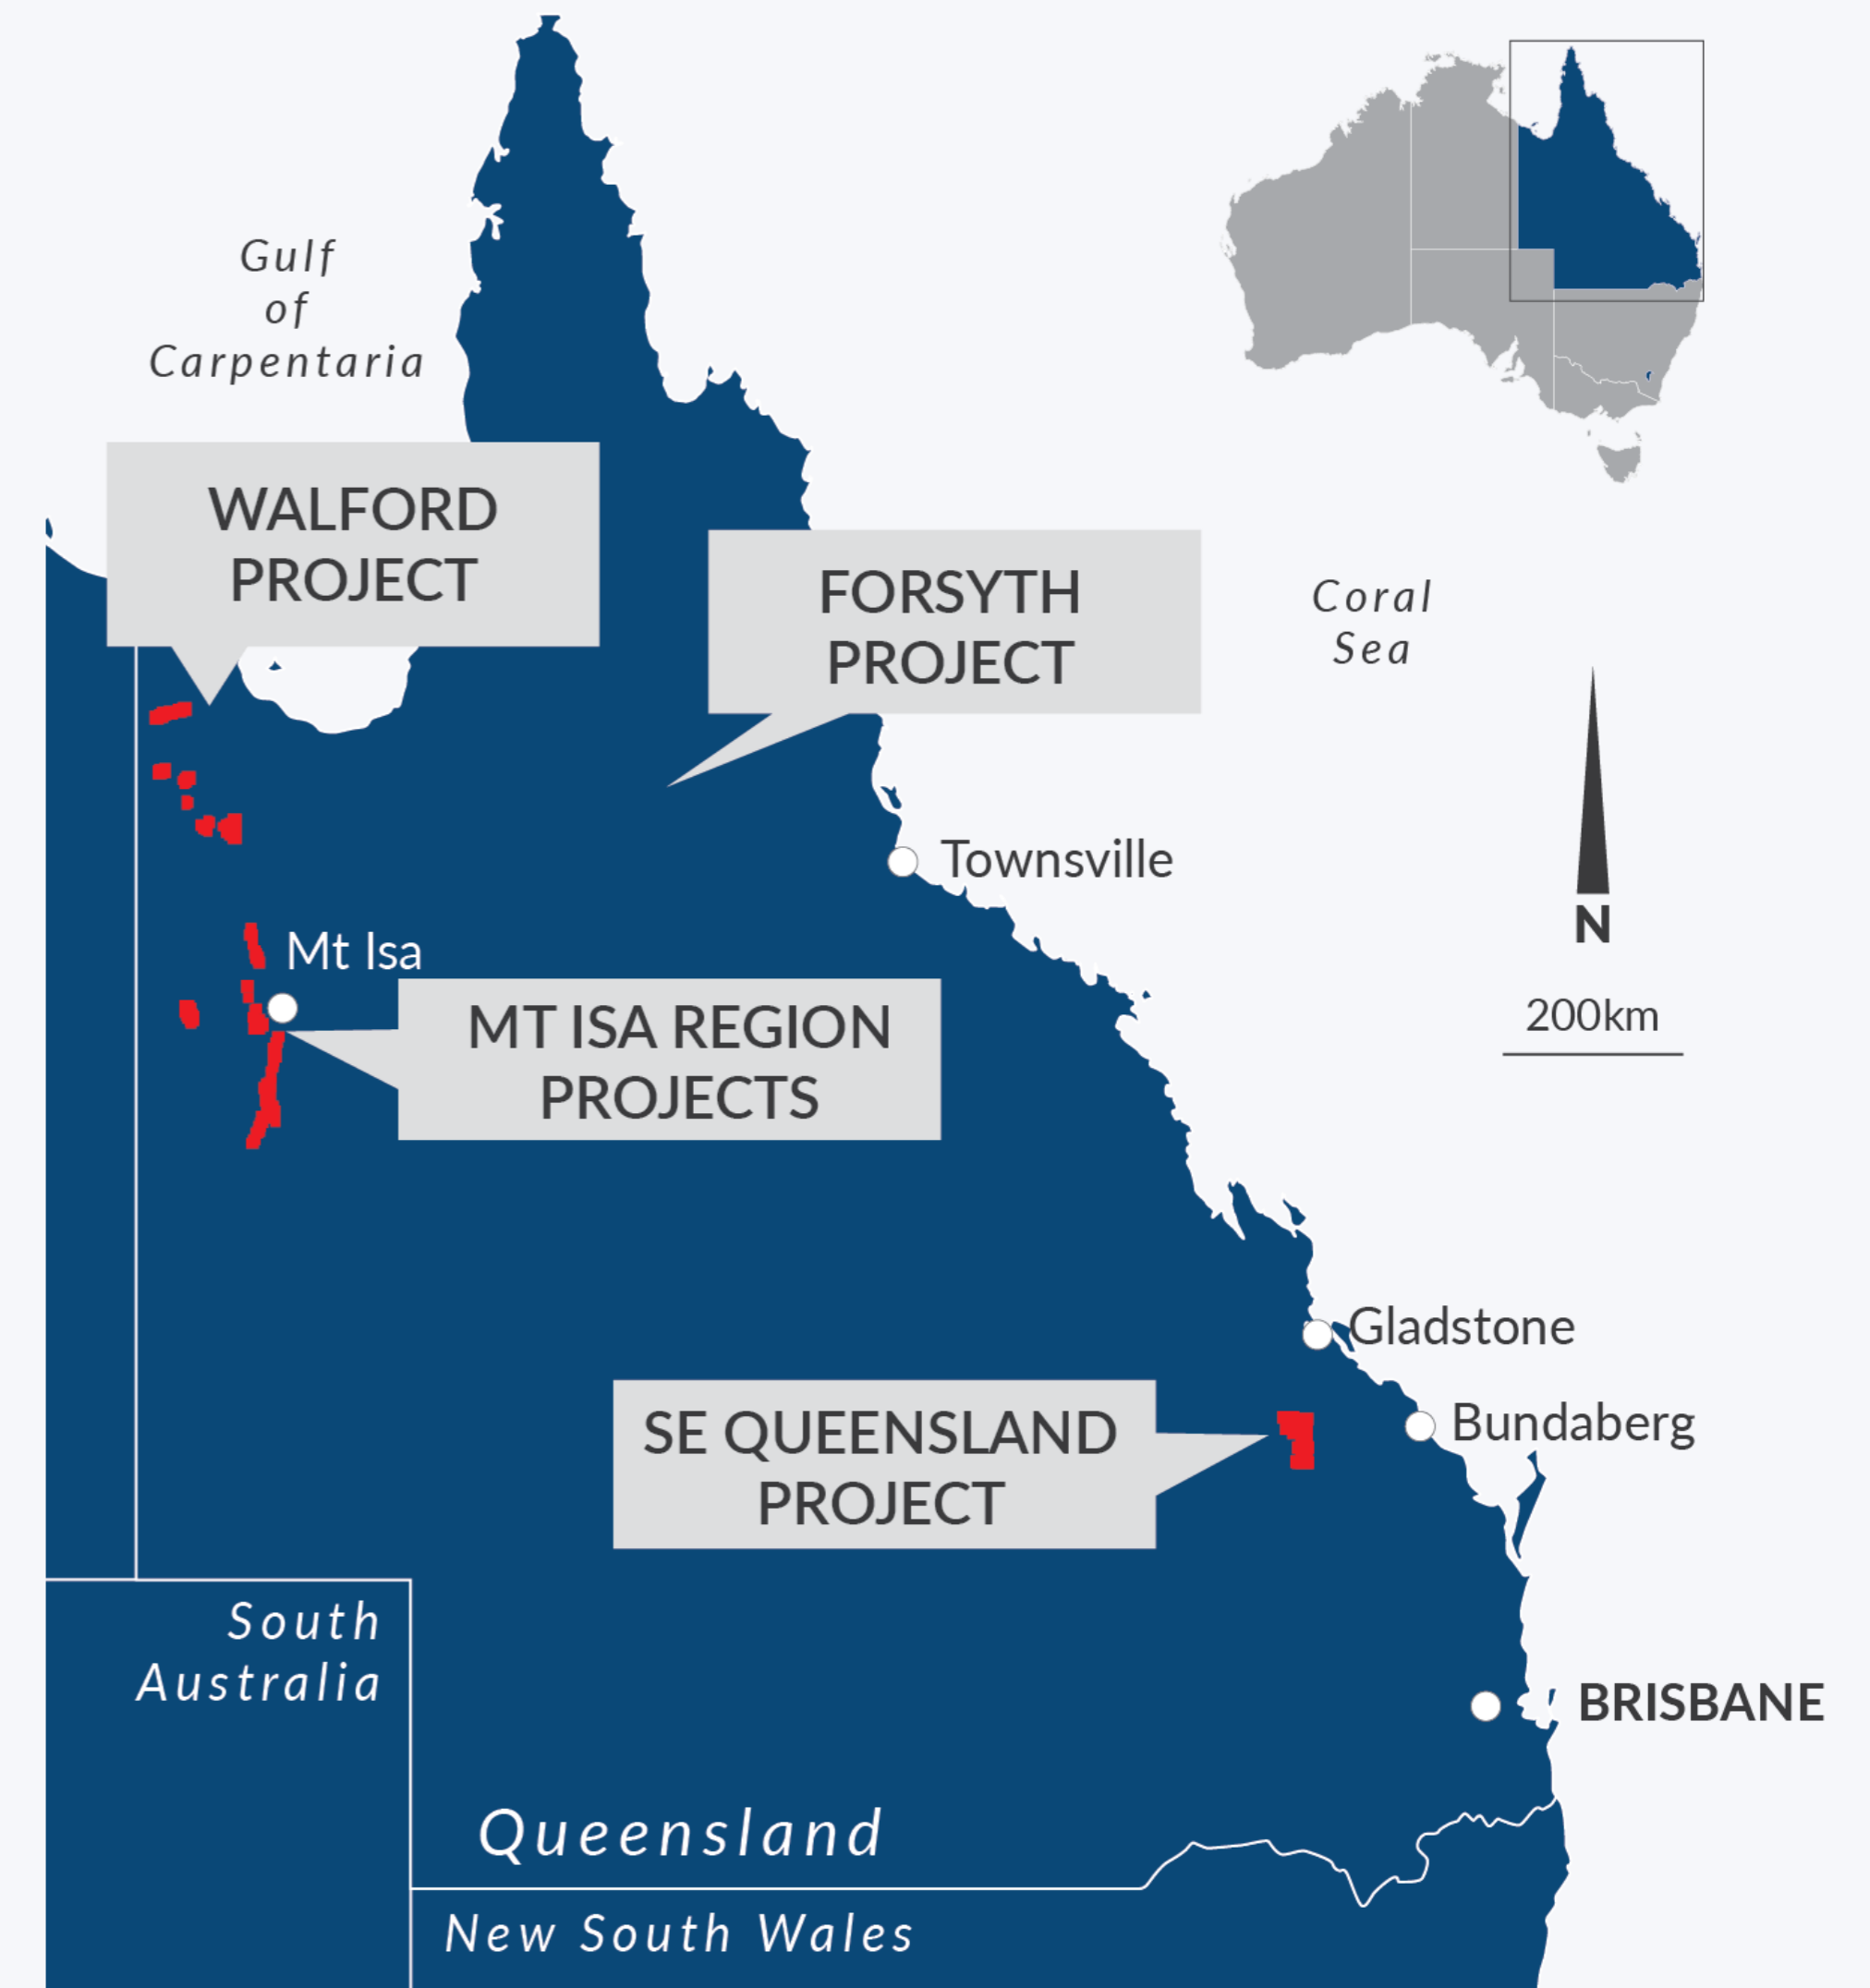 Gulf
of
Carpentaria
WALFORD
PROJECT
FORSYTH
PROJECT
Coral
Sea
Townsville
N
Mt Isa
200km
MT ISA REGION
PROJECTS
Gladstone
SE QUEENSLAND
PROJECT
Bundaberg
South
Australia
BRISBANE
Queensland
New South Wales